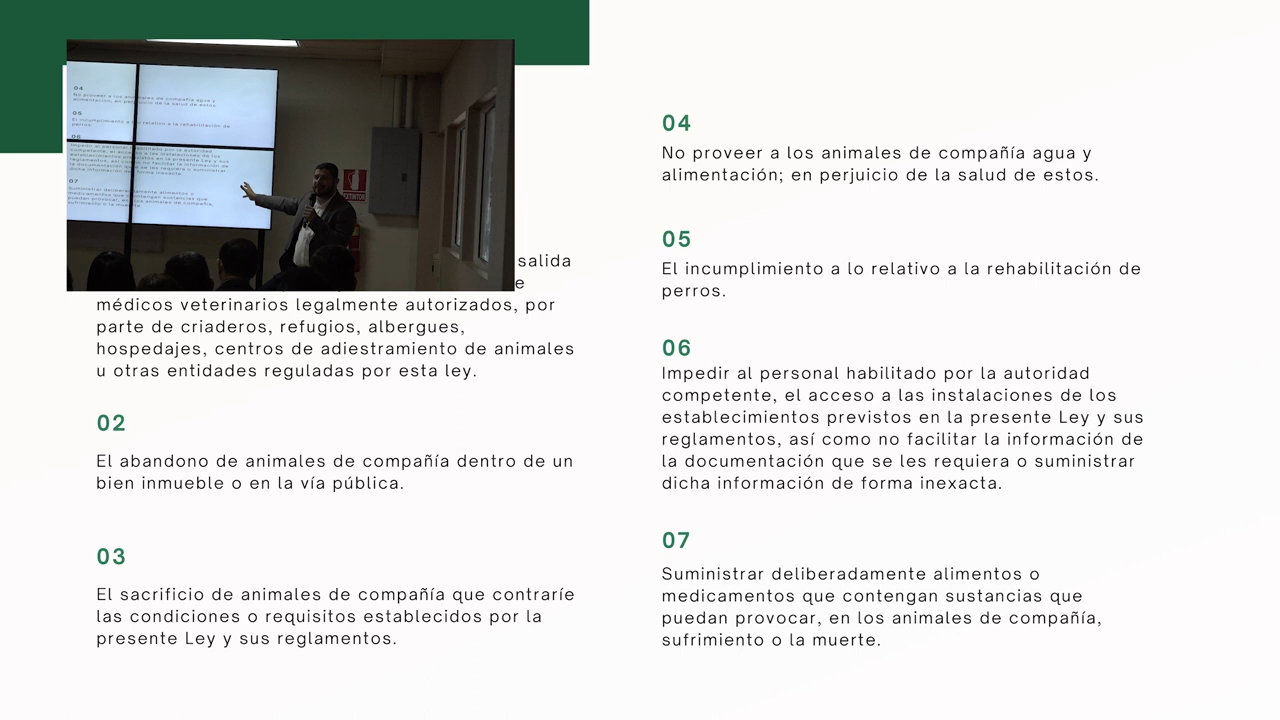 salida
e
médicos veterinarios legalmente autorizados, por
parte de criaderos, refugios, albergues,
hospedajes, centros de adiestramiento de animales
u otras entidades reguladas por esta ley.
02
El abandono de animales de compañía dentro de un
bien inmueble o en la vía pública.
03
El sacrificio de animales de compañía que contraríe
las condiciones o requisitos establecidos por la
presente Ley y sus reglamentos.
04
No proveer a los animales de compañía agua y
alimentación; en perjuicio de la salud de estos.
05
El incumplimiento a lo relativo a la rehabilitación de
perros.
06
Impedir al personal habilitado por la autoridad
competente, el acceso a las instalaciones de los
establecimientos previstos en la presente Ley y sus
reglamentos, así como no facilitar la información de
la documentación que se les requiera o suministrar
dicha información de forma inexacta.
07
Suministrar deliberadamente alimentos o
medicamentos que contengan sustancias que
puedan provocar, en los animales de compañía,
sufrimiento o la muerte.